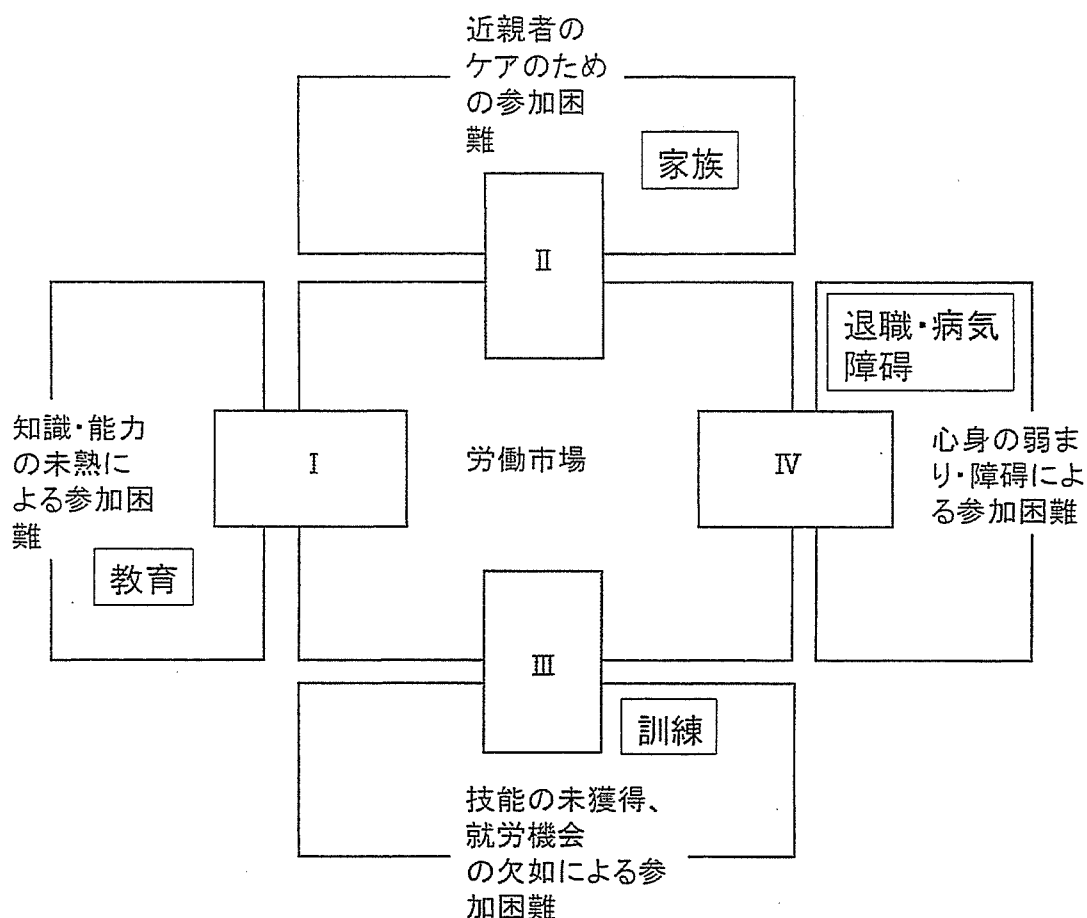 近親者の
ケアのため
の参加困
難
家族
Ⅱ
退職・病気
障碍
知識・能力
の未熟に
よる参加困
難
Ⅰ
労働市場
Ⅳ
心身の弱ま
り・障碍によ
る参加困難
教育
Ⅲ
訓練
技能の未獲得、
就労機会
の欠如による参
加困難